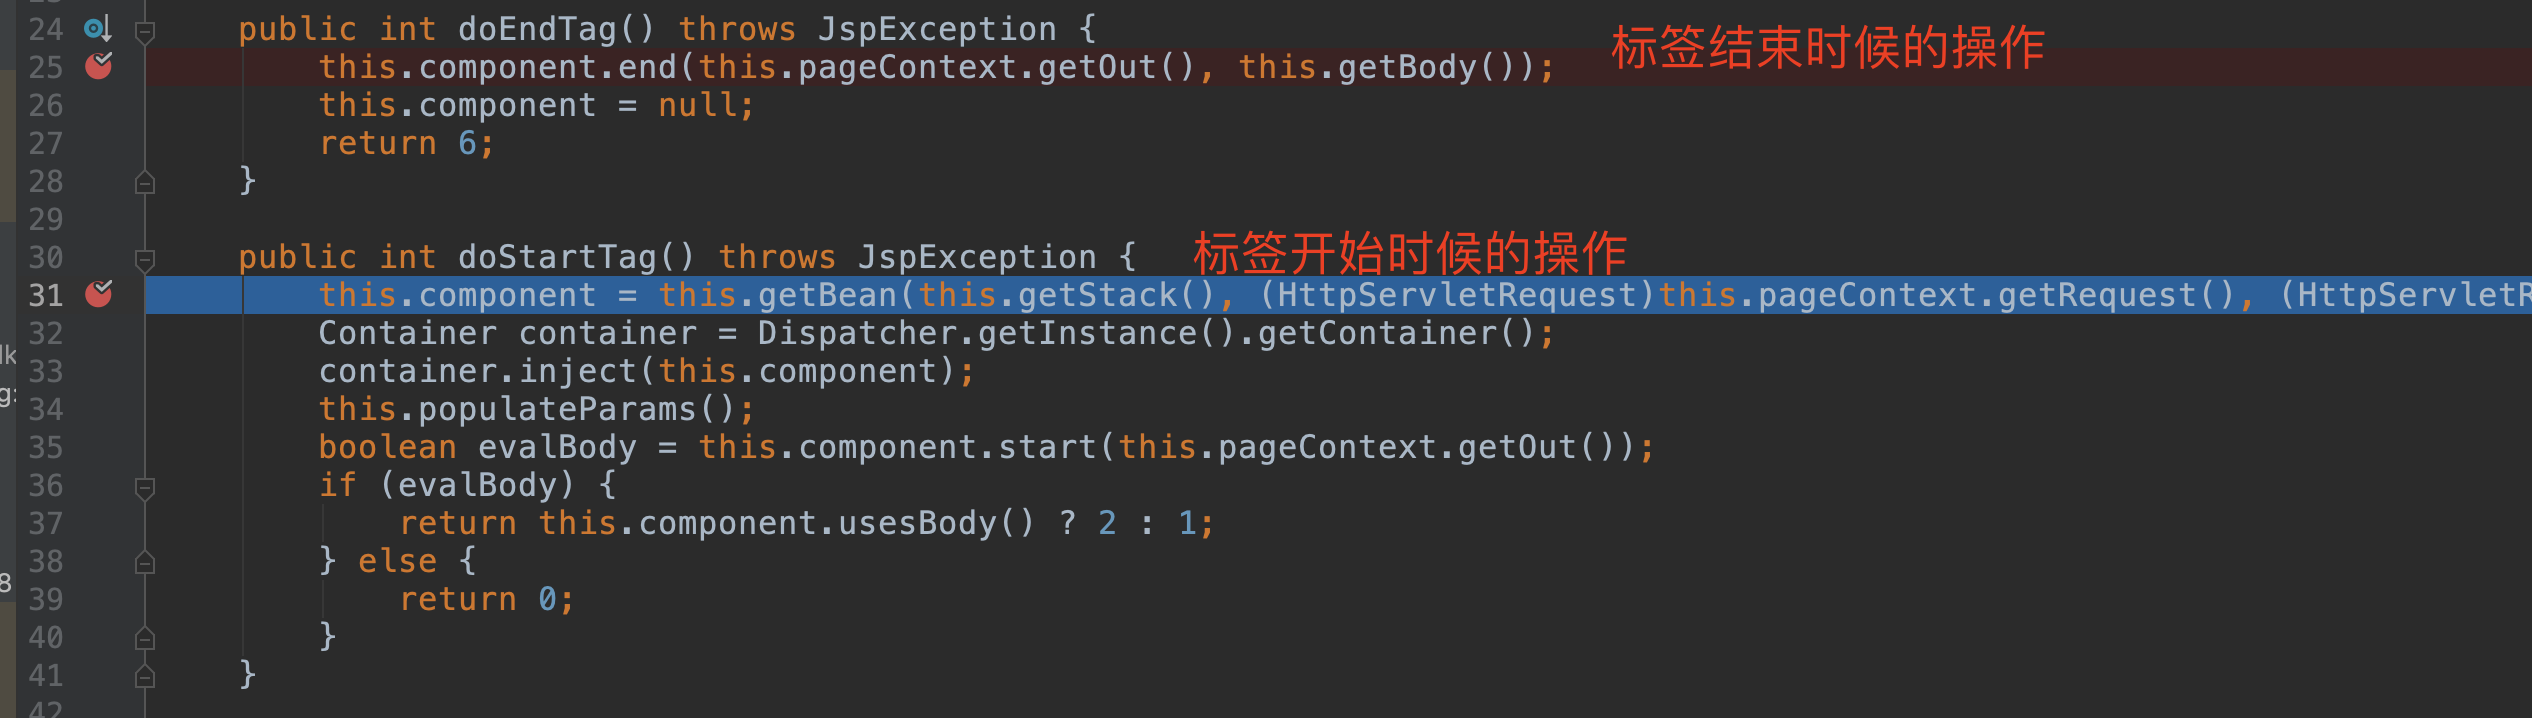 24 public int doEndTag() throws JspException { 标签结束时候的操作
25 this.component.end(this.pageContext.getOut(), this.getBody());
26 this.component = null;
27 return 6;
28 }
29
30 public int doStartTag() throws JspException { 标签开始时候的操作
31 this.component = this.getBean(this.getStack(), (HttpServletRequest)this.pageContext.getRequest(), (HttpServletR
32 Container container = Dispatcher.getInstance().getContainer();
33 container.inject(this.component);
34 this.populateParams();
35 boolean evalBody = this.component.start(this.pageContext.getOut());
36 if (evalBody) {
37 return this.component.usesBody() ? 2 : 1;
38 } else {
39 return 0;
40 }
41 }
42